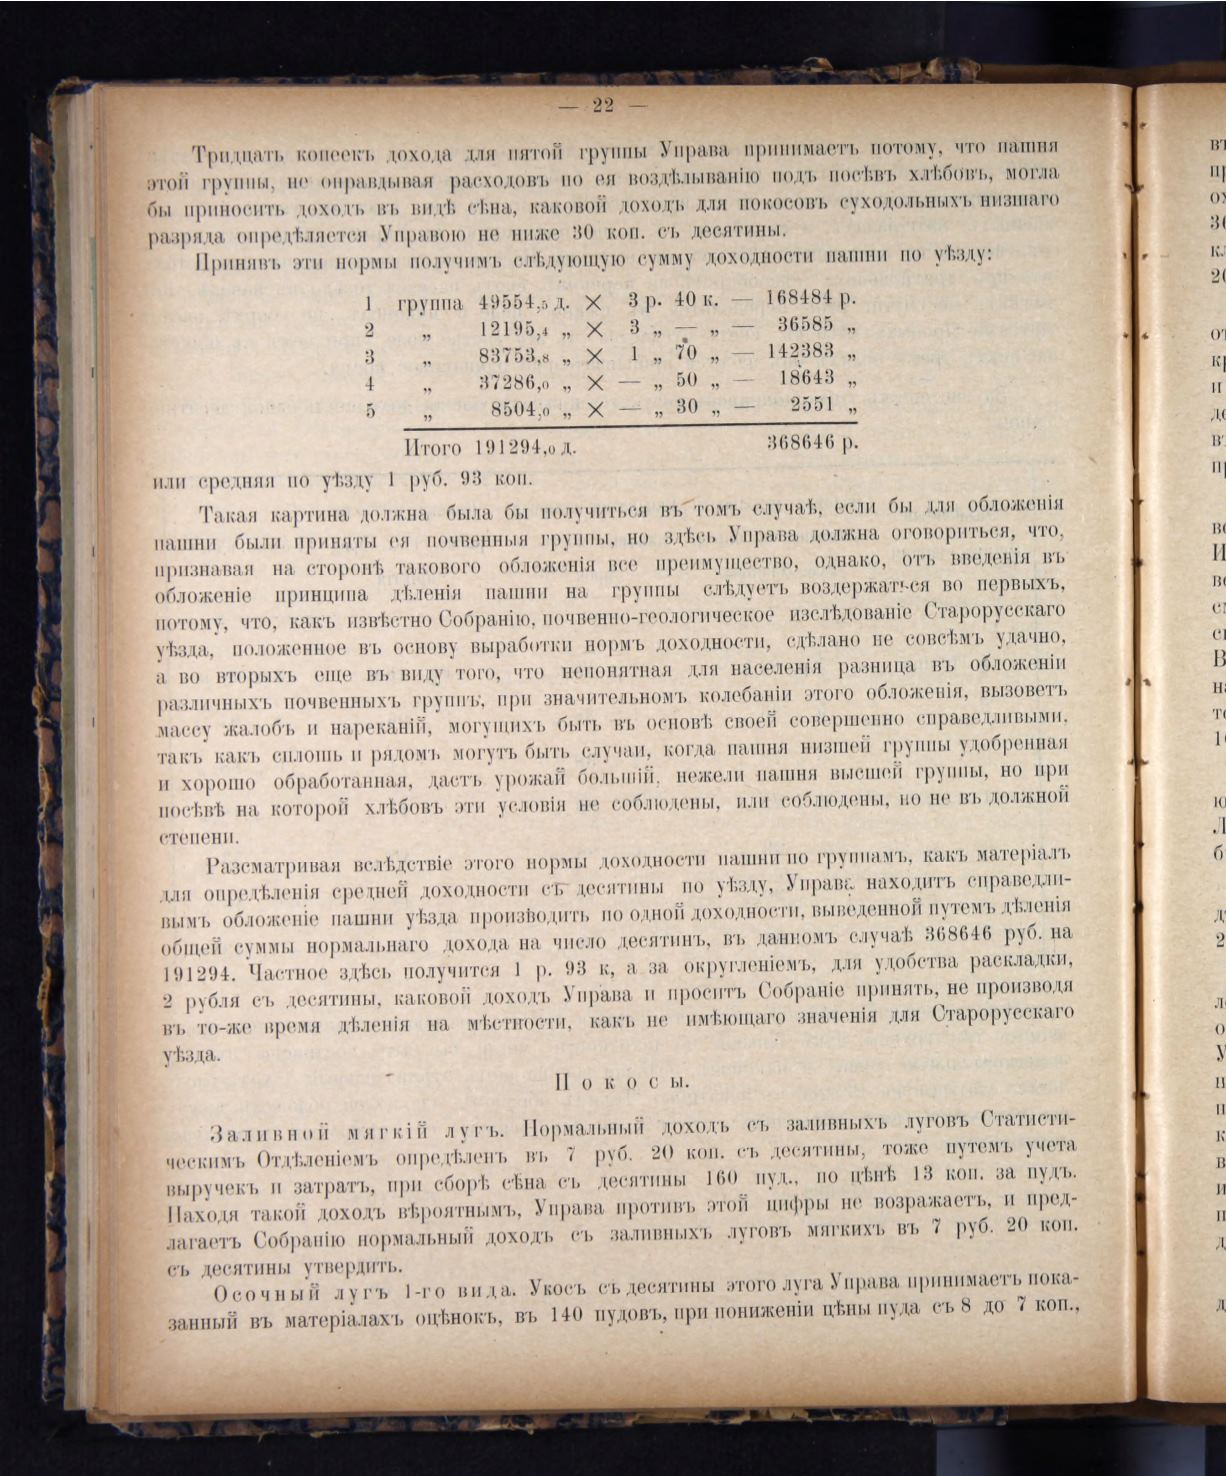 — 22 —
Тридцать копеекъ дохода для пятой группы Управа принимаетъ потому, что пашня
этой группы, не оправдывая расходовъ по ея воздѣлыванію подъ посѣвъ хлѣбовъ, могла
бы приносить доходъ въ видѣ сѣна, каковой доходъ для покосовъ суходольныхъ низшаго
разряда опредѣляется Управою не ниже 30 коп. съ десятины.
Принявъ эти нормы получимъ слѣдующую сумму доходности пашни по уѣзду:
1 группа 49554,5 д. × 3 р. 40 к. — 168484 р.
2 „ 12195,4 „ × 3 „ — „ — 36585 „
3 „ 83753,8 „ × 1 „ 70 „ — 142383 „
4 „ 37286,0 „ × — „ 50 „ — 18643 „
5 „ 8504,0 „ × — „ 30 „ — 2551 „
Итого 191294,0 д. 368646 р.
или средняя по уѣзду 1 руб. 93 коп.
Такая картина должна была бы получиться въ томъ случаѣ, если бы для обложенія
пашни были приняты ея почвенныя группы, но здѣсь Управа должна оговориться, что,
признавая на сторонѣ такового обложенія все преимущество, однако, отъ введенія въ
обложеніе принципа дѣленія пашни на группы слѣдуетъ воздержаться во первыхъ,
потому, что, какъ извѣстно Собранію, почвенно-геологическое изслѣдованіе Старорусскаго
уѣзда, положенное въ основу выработки нормъ доходности, сдѣлано не совсѣмъ удачно,
а во вторыхъ еще въ виду того, что непонятная для населенія разница въ обложеніи
различныхъ почвенныхъ группъ, при значительномъ колебаніи этого обложенія, вызоветъ
массу жалобъ и нареканій, могущихъ быть въ основѣ своей совершенно справедливыми,
такъ какъ сплошь и рядомъ могутъ быть случаи, когда пашня низшей группы удобренная
и хорошо обработанная, дастъ урожай большій, нежели пашня высшей группы, но при
посѣвѣ на которой хлѣбовъ эти условія не соблюдены, или соблюдены, но не въ должной
степени.
Разсматривая вслѣдствіе этого нормы доходности пашни по группамъ, какъ матеріалъ
для опредѣленія средней доходности съ десятины по уѣзду, Управа находитъ справедли-
вымъ обложеніе пашни уѣзда производить по одной доходности, выведенной путемъ дѣленія
общей суммы нормальнаго дохода на число десятинъ, въ данномъ случаѣ 368646 руб. на
191294. Частное здѣсь получится 1 р. 93 к, а за округленіемъ, для удобства раскладки,
2 рубля съ десятины, каковой доходъ Управа и проситъ Собраніе принять, не производя
въ то-же время дѣленія на мѣстности, какъ не имѣющаго значенія для Старорусскаго
уѣзда.
Покосы.
Заливной мягкій лугъ. Нормальный доходъ съ заливныхъ луговъ Статисти-
ческимъ Отдѣленіемъ опредѣленъ въ 7 руб. 20 коп. съ десятины, тоже путемъ учета
выручекъ и затратъ, при сборѣ сѣна съ десятины 160 пуд., по цѣнѣ 13 коп. за пудъ.
Находя такой доходъ вѣроятнымъ, Управа противъ этой цифры не возражаетъ, и пред-
лагаетъ Собранію нормальный доходъ съ заливныхъ луговъ мягкихъ въ 7 руб. 20 коп.
съ десятины утвердить.
Осочный лугъ 1-го вида. Укосъ съ десятины этого луга Управа принимаетъ пока-
занный въ матеріалахъ оцѣнокъ, въ 140 пудовъ, при пониженіи цѣны пуда съ 8 до 7 коп.,